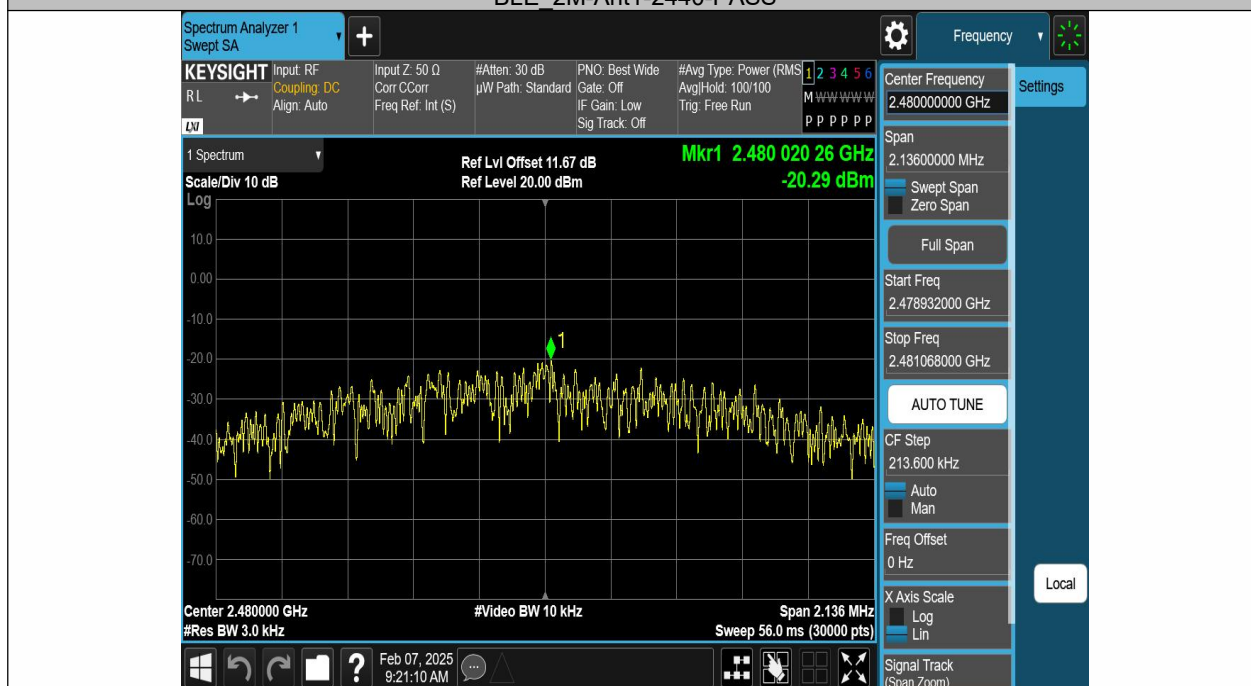 BLE_2M-Ant1-2440-PASS
Spectrum Analyzer 1
Swept SA
+
Frequency
KEYSIGHT
RL
LXI
Input: RF
Coupling: DC
Align: Auto
Input Z: 50 Ω
Corr CCorr
Freq Ref: Int (S)
#Atten: 30 dB
µW Path: Standard
PNO: Best Wide
Gate: Off
IF Gain: Low
Sig Track: Off
#Avg Type: Power (RMS
Avg|Hold: 100/100
Trig: Free Run
1 2 3 4 5 6
M W W W W W
P P P P P P
1 Spectrum
Scale/Div 10 dB
Log
Ref Lvl Offset 11.67 dB
Ref Level 20.00 dBm
Mkr1 2.480 020 26 GHz
-20.29 dBm
10.0
0.00
-10.0
-20.0
-30.0
-40.0
-50.0
-60.0
-70.0
1
Center 2.480000 GHz
#Res BW 3.0 kHz
#Video BW 10 kHz
Span 2.136 MHz
Sweep 56.0 ms (30000 pts)
Center Frequency
2.480000000 GHz
Settings
Span
2.13600000 MHz
Swept Span
Zero Span
Full Span
Start Freq
2.478932000 GHz
Stop Freq
2.481068000 GHz
AUTO TUNE
CF Step
213.600 kHz
Auto
Man
Freq Offset
0 Hz
Local
X Axis Scale
Log
Lin
Signal Track
(Span Zoom)
?
Feb 07, 2025
9:21:10 AM